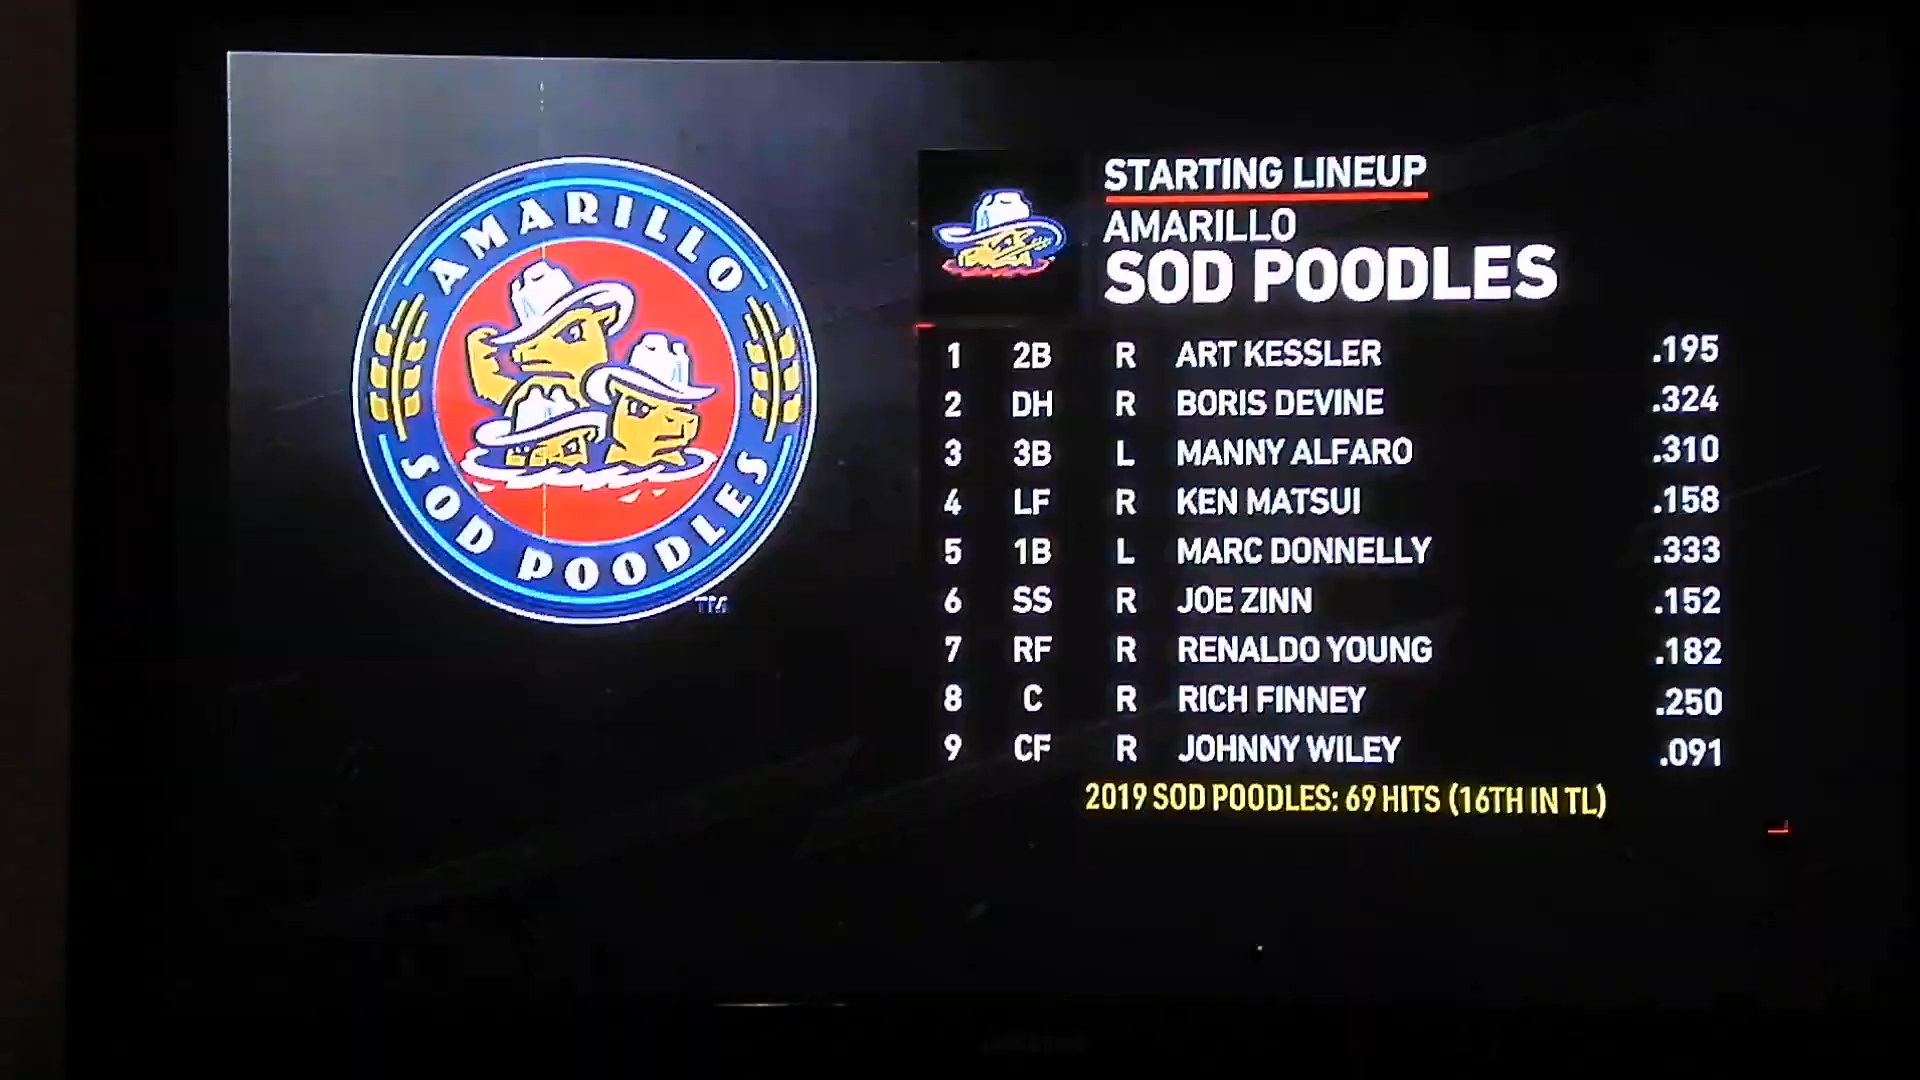 AMARILLO
SOD POODLES
TM
STARTING LINEUP
AMARILLO
SOD POODLES
1 2B R ART KESSLER .195
2 DH R BORIS DEVINE .324
3 3B L MANNY ALFARO .310
4 LF R KEN MATSUI .158
5 1B L MARC DONNELLY .333
6 SS R JOE ZINN .152
7 RF R RENALDO YOUNG .182
8 C R RICH FINNEY .250
9 CF R JOHNNY WILEY .091
2019 SOD POODLES: 69 HITS (16TH IN TL)